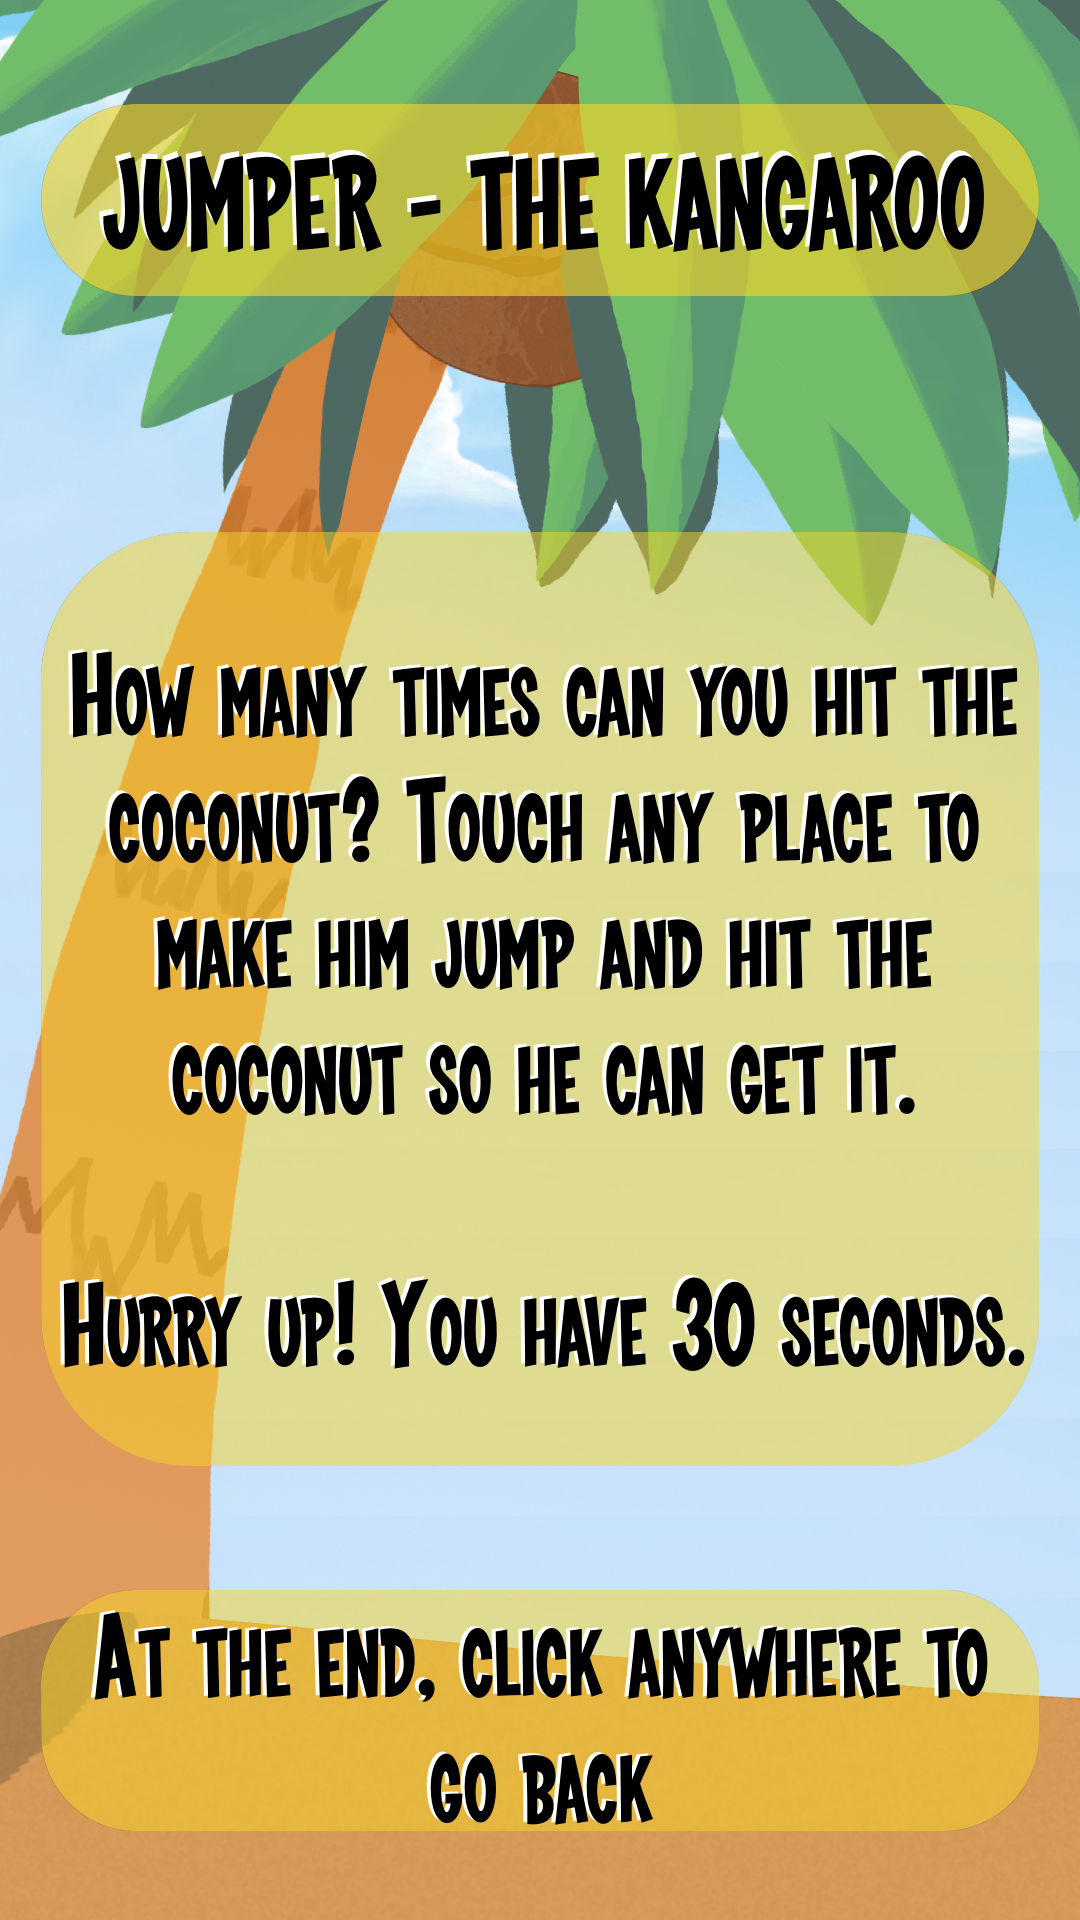 JUMPER - THE KANGAROO
How many times can you hit the
coconut? Touch any place to
make him jump and hit the
coconut so he can get it.
Hurry up! You have 30 seconds.
At the end, click anywhere to
go back